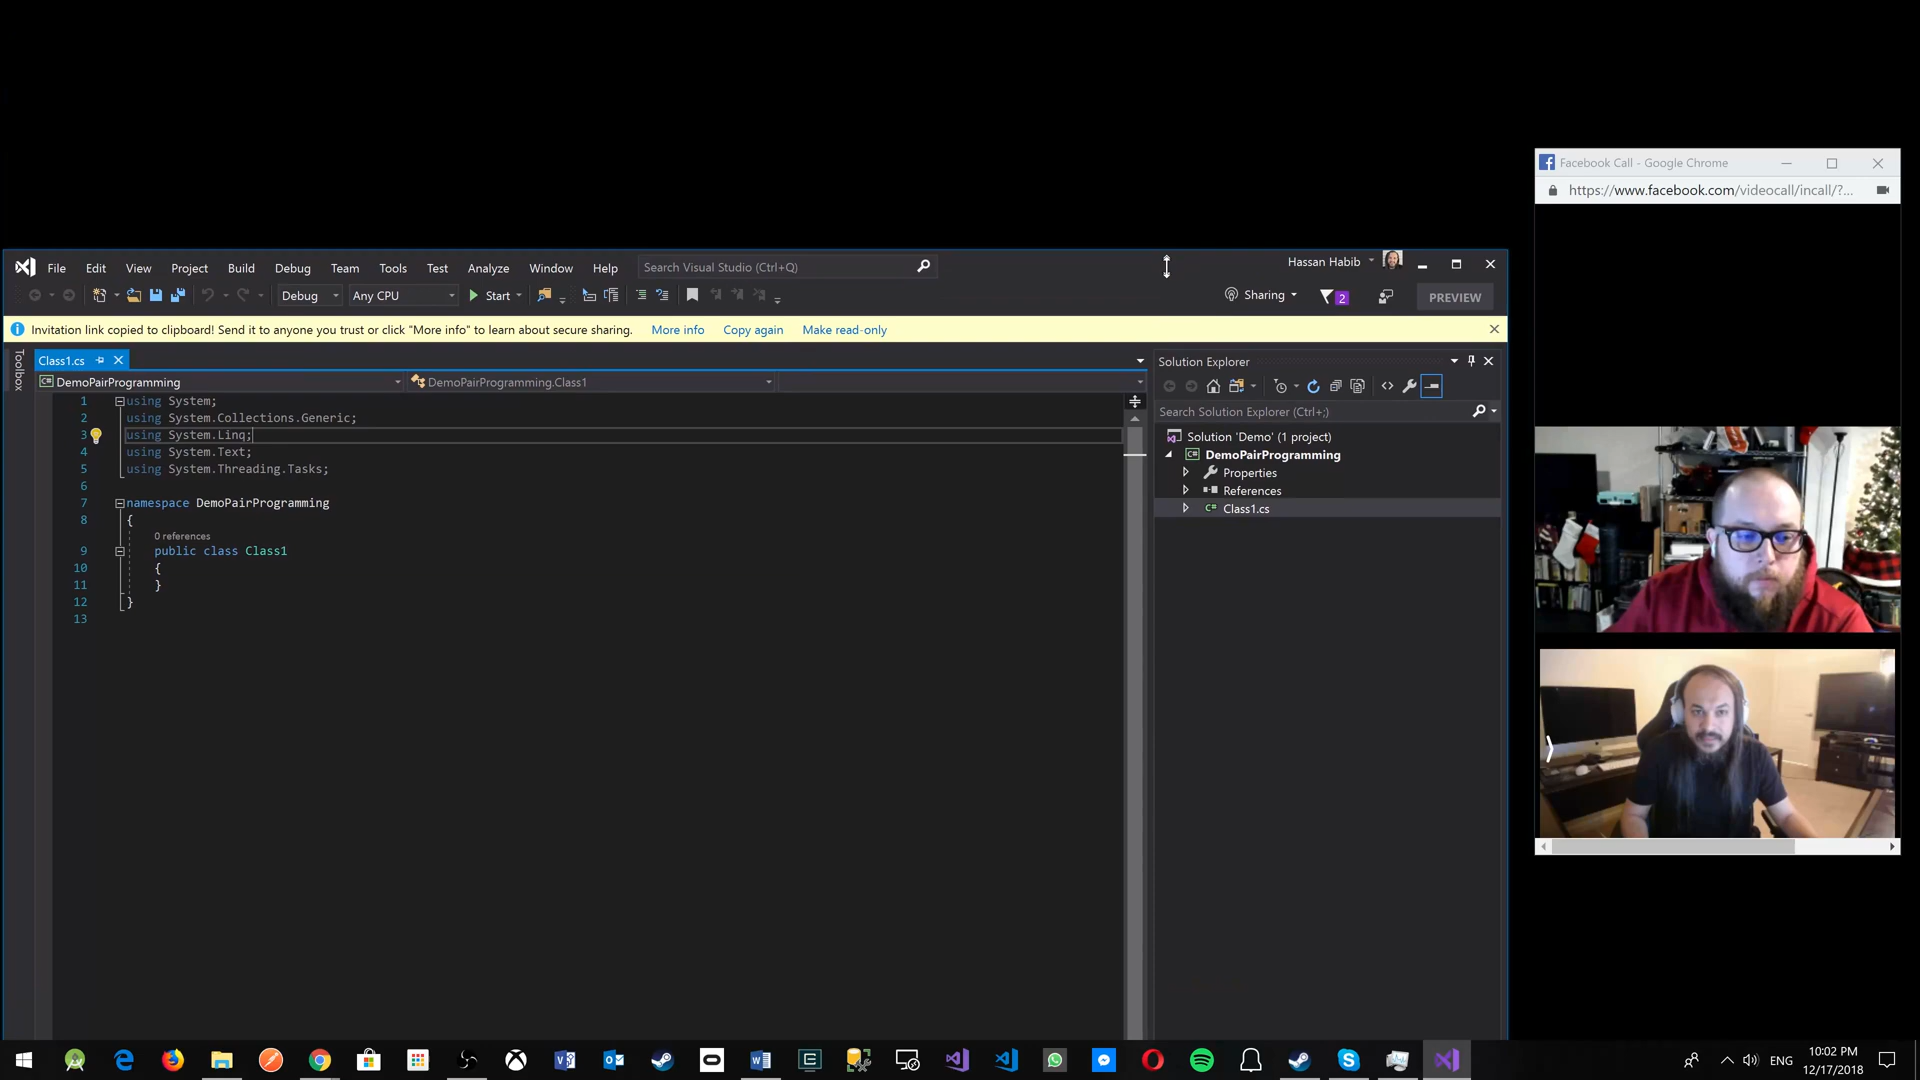 Facebook Call - Google Chrome
https://www.facebook.com/videocall/incall/?...
File Edit View Project Build Debug Team Tools Test Analyze Window Help
Search Visual Studio (Ctrl+Q)
Hassan Habib
Debug Any CPU Start
Sharing 2 PREVIEW
Invitation link copied to clipboard! Send it to anyone you trust or click "More info" to learn about secure sharing. More info Copy again Make read-only
Toolbox
Class1.cs
DemoPairProgramming DemoPairProgramming.Class1
1 using System;
2 using System.Collections.Generic;
3 using System.Linq;
4 using System.Text;
5 using System.Threading.Tasks;
6
7 namespace DemoPairProgramming
8 {
0 references
9 public class Class1
10 {
11 }
12 }
13
Solution Explorer
Search Solution Explorer (Ctrl+;)
Solution 'Demo' (1 project)
DemoPairProgramming
Properties
References
Class1.cs
ENG
10:02 PM
12/17/2018